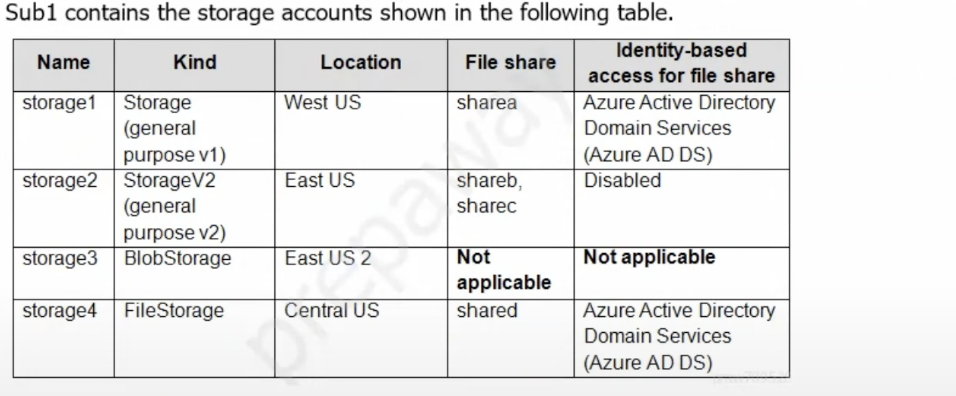 Sub1 contains the storage accounts shown in the following table.
Name Kind Location File share Identity-based access for file share
storage1 Storage (general purpose v1) West US sharea Azure Active Directory Domain Services (Azure AD DS)
storage2 StorageV2 (general purpose v2) East US shareb, sharec Disabled
storage3 BlobStorage East US 2 Not applicable Not applicable
storage4 FileStorage Central US shared Azure Active Directory Domain Services (Azure AD DS)
prepaway